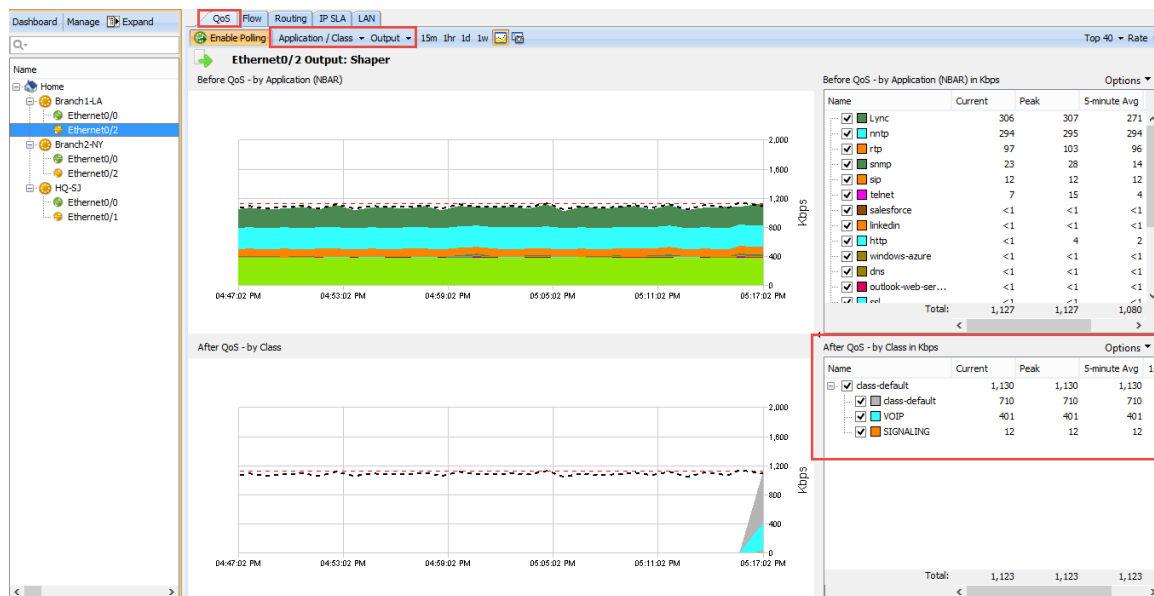 Dashboard Manage Expand
QoS Flow Routing IP SLA LAN
Enable Polling Application / Class Output 15m 1hr 1d 1w Top 40 Rate
Ethernet0/2 Output: Shaper
Name
Home
Branch1-LA
Ethernet0/0
Ethernet0/2
Branch2-NY
Ethernet0/0
Ethernet0/2
HQ-SJ
Ethernet0/0
Ethernet0/1
Before QoS - by Application (NBAR)
2,000
1,600
1,200
800
400
0
Kbps
04:47:02 PM 04:53:02 PM 04:59:02 PM 05:05:02 PM 05:11:02 PM 05:17:02 PM
Before QoS - by Application (NBAR) in Kbps Options
Name Current Peak 5-minute Avg
Lync 306 307 271
nntp 294 295 294
rtp 97 103 96
snmp 23 28 14
sip 12 12 12
telnet 7 15 4
salesforce <1 <1 <1
linkedin <1 <1 <1
http <1 4 2
windows-azure <1 <1 <1
dns <1 <1 <1
outlook-web-ser... <1 <1 <1
ssl <1 <1 <1
Total: 1,127 1,127 1,080
After QoS - by Class
2,000
1,600
1,200
800
400
0
Kbps
04:47:02 PM 04:53:02 PM 04:59:02 PM 05:05:02 PM 05:11:02 PM 05:17:02 PM
After QoS - by Class in Kbps Options
Name Current Peak 5-minute Avg 1
class-default 1,130 1,130 1,130
class-default 710 710 710
VOIP 401 401 401
SIGNALING 12 12 12
Total: 1,123 1,123 1,123